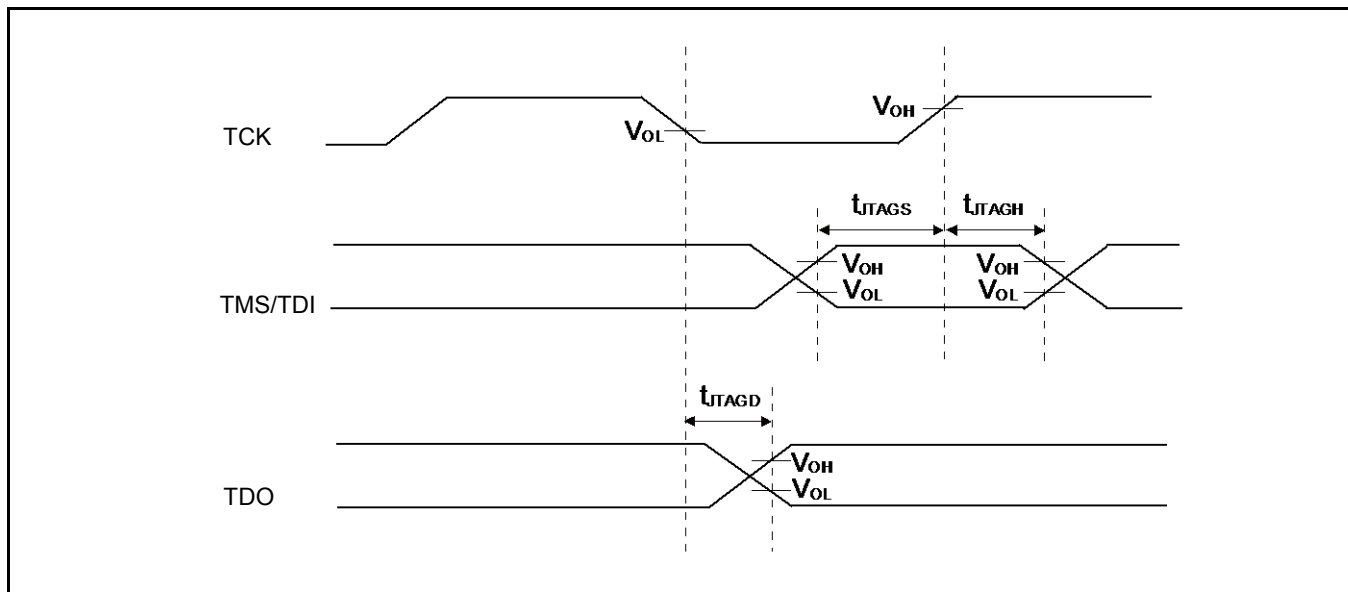 TCK
VOL
VOH
tJTAGS
tJTAGH
TMS/TDI
VOH
VOL
VOH
VOL
tJTAGD
TDO
VOH
VOL